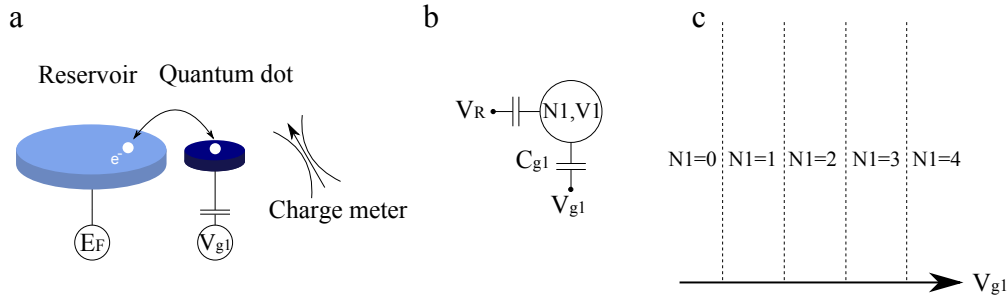 a
Reservoir
Quantum dot
e-
EF
Vg1
Charge meter
b
VR
N1,V1
Cg1
Vg1
c
N1=0
N1=1
N1=2
N1=3
N1=4
Vg1